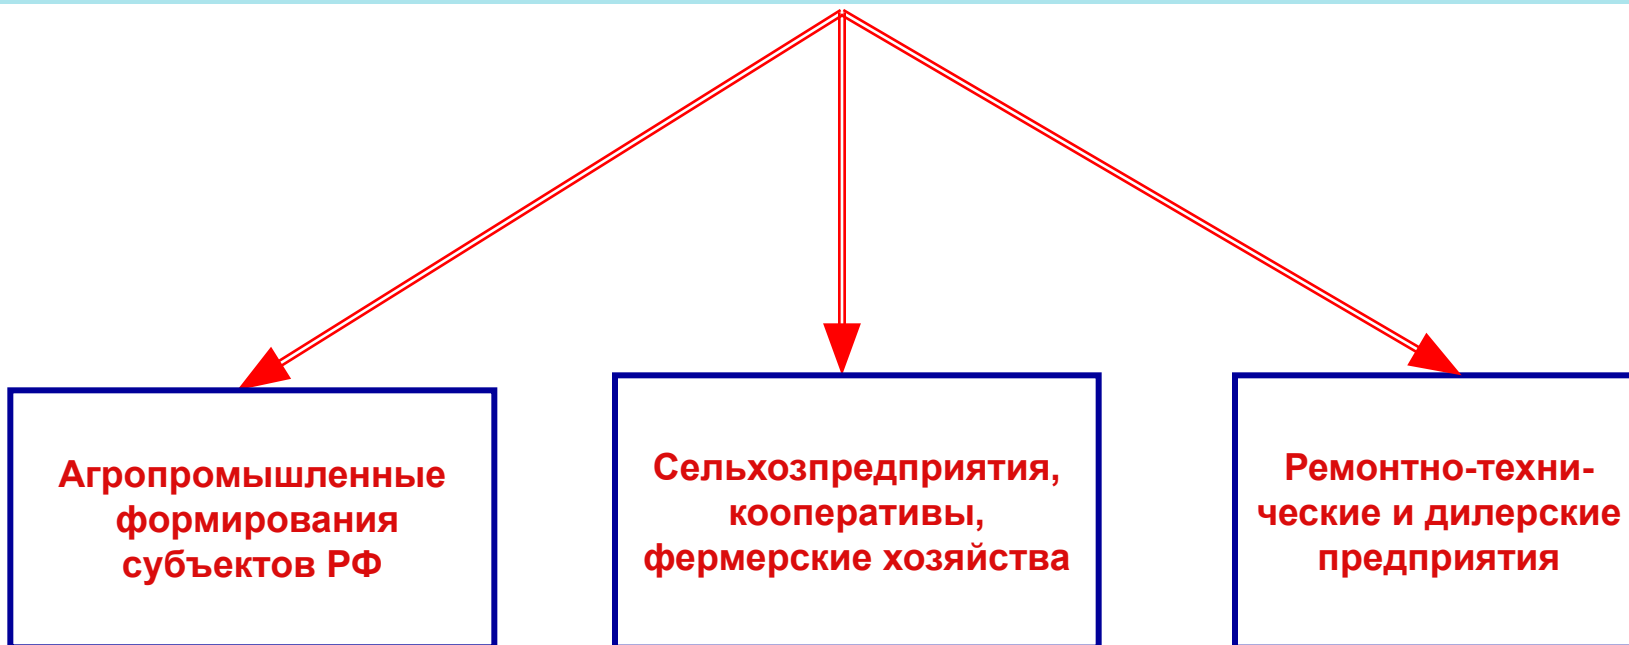 Агропромышленные
формирования
субъектов РФ
Сельхозпредприятия,
кооперативы,
фермерские хозяйства
Ремонтно-техни-
ческие и дилерские
предприятия